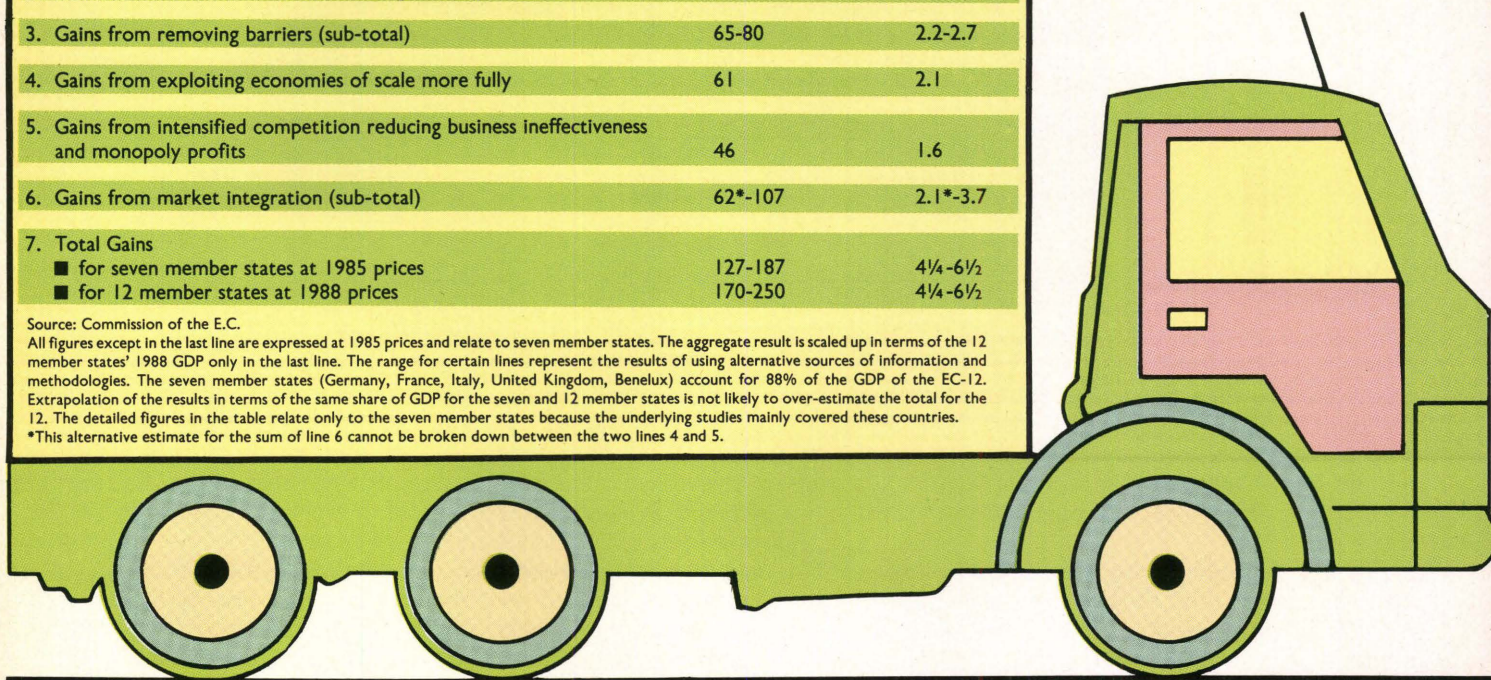 3. Gains from removing barriers (sub-total) 65-80 2.2-2.7
4. Gains from exploiting economies of scale more fully 61 2.1
5. Gains from intensified competition reducing business ineffectiveness
and monopoly profits 46 1.6
6. Gains from market integration (sub-total) 62*-107 2.1*-3.7
7. Total Gains
■ for seven member states at 1985 prices 127-187 4¼-6½
■ for 12 member states at 1988 prices 170-250 4¼-6½
Source: Commission of the E.C.
All figures except in the last line are expressed at 1985 prices and relate to seven member states. The aggregate result is scaled up in terms of the 12
member states' 1988 GDP only in the last line. The range for certain lines represent the results of using alternative sources of information and
methodologies. The seven member states (Germany, France, Italy, United Kingdom, Benelux) account for 88% of the GDP of the EC-12.
Extrapolation of the results in terms of the same share of GDP for the seven and 12 member states is not likely to over-estimate the total for the
12. The detailed figures in the table relate only to the seven member states because the underlying studies mainly covered these countries.
*This alternative estimate for the sum of line 6 cannot be broken down between the two lines 4 and 5.